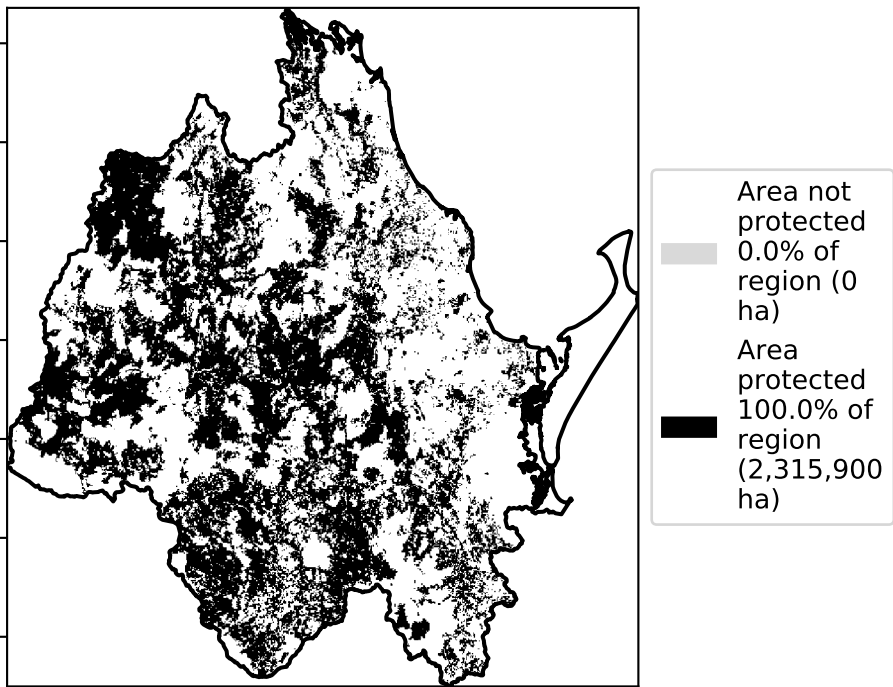 Area not
protected
0.0% of
region (0
ha)
Area
protected
100.0% of
region
(2,315,900
ha)